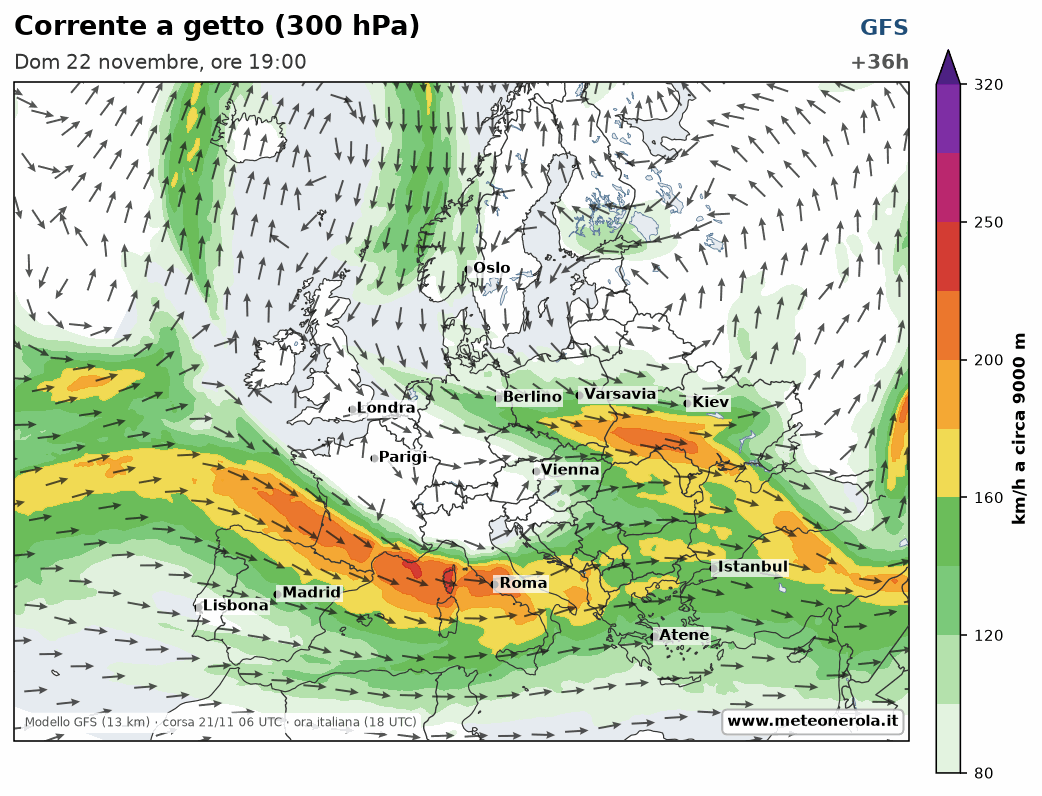 Corrente a getto (300 hPa)
GFS
Dom 22 novembre, ore 19:00
+36h
320
250
200
160
120
80
km/h a circa 9000 m
Oslo
Berlino
Varsavia
Kiev
Londra
Parigi
Vienna
Istanbul
Roma
Madrid
Lisbona
Atene
Modello GFS (13 km) · corsa 21/11 06 UTC · ora italiana (18 UTC)
www.meteonerola.it